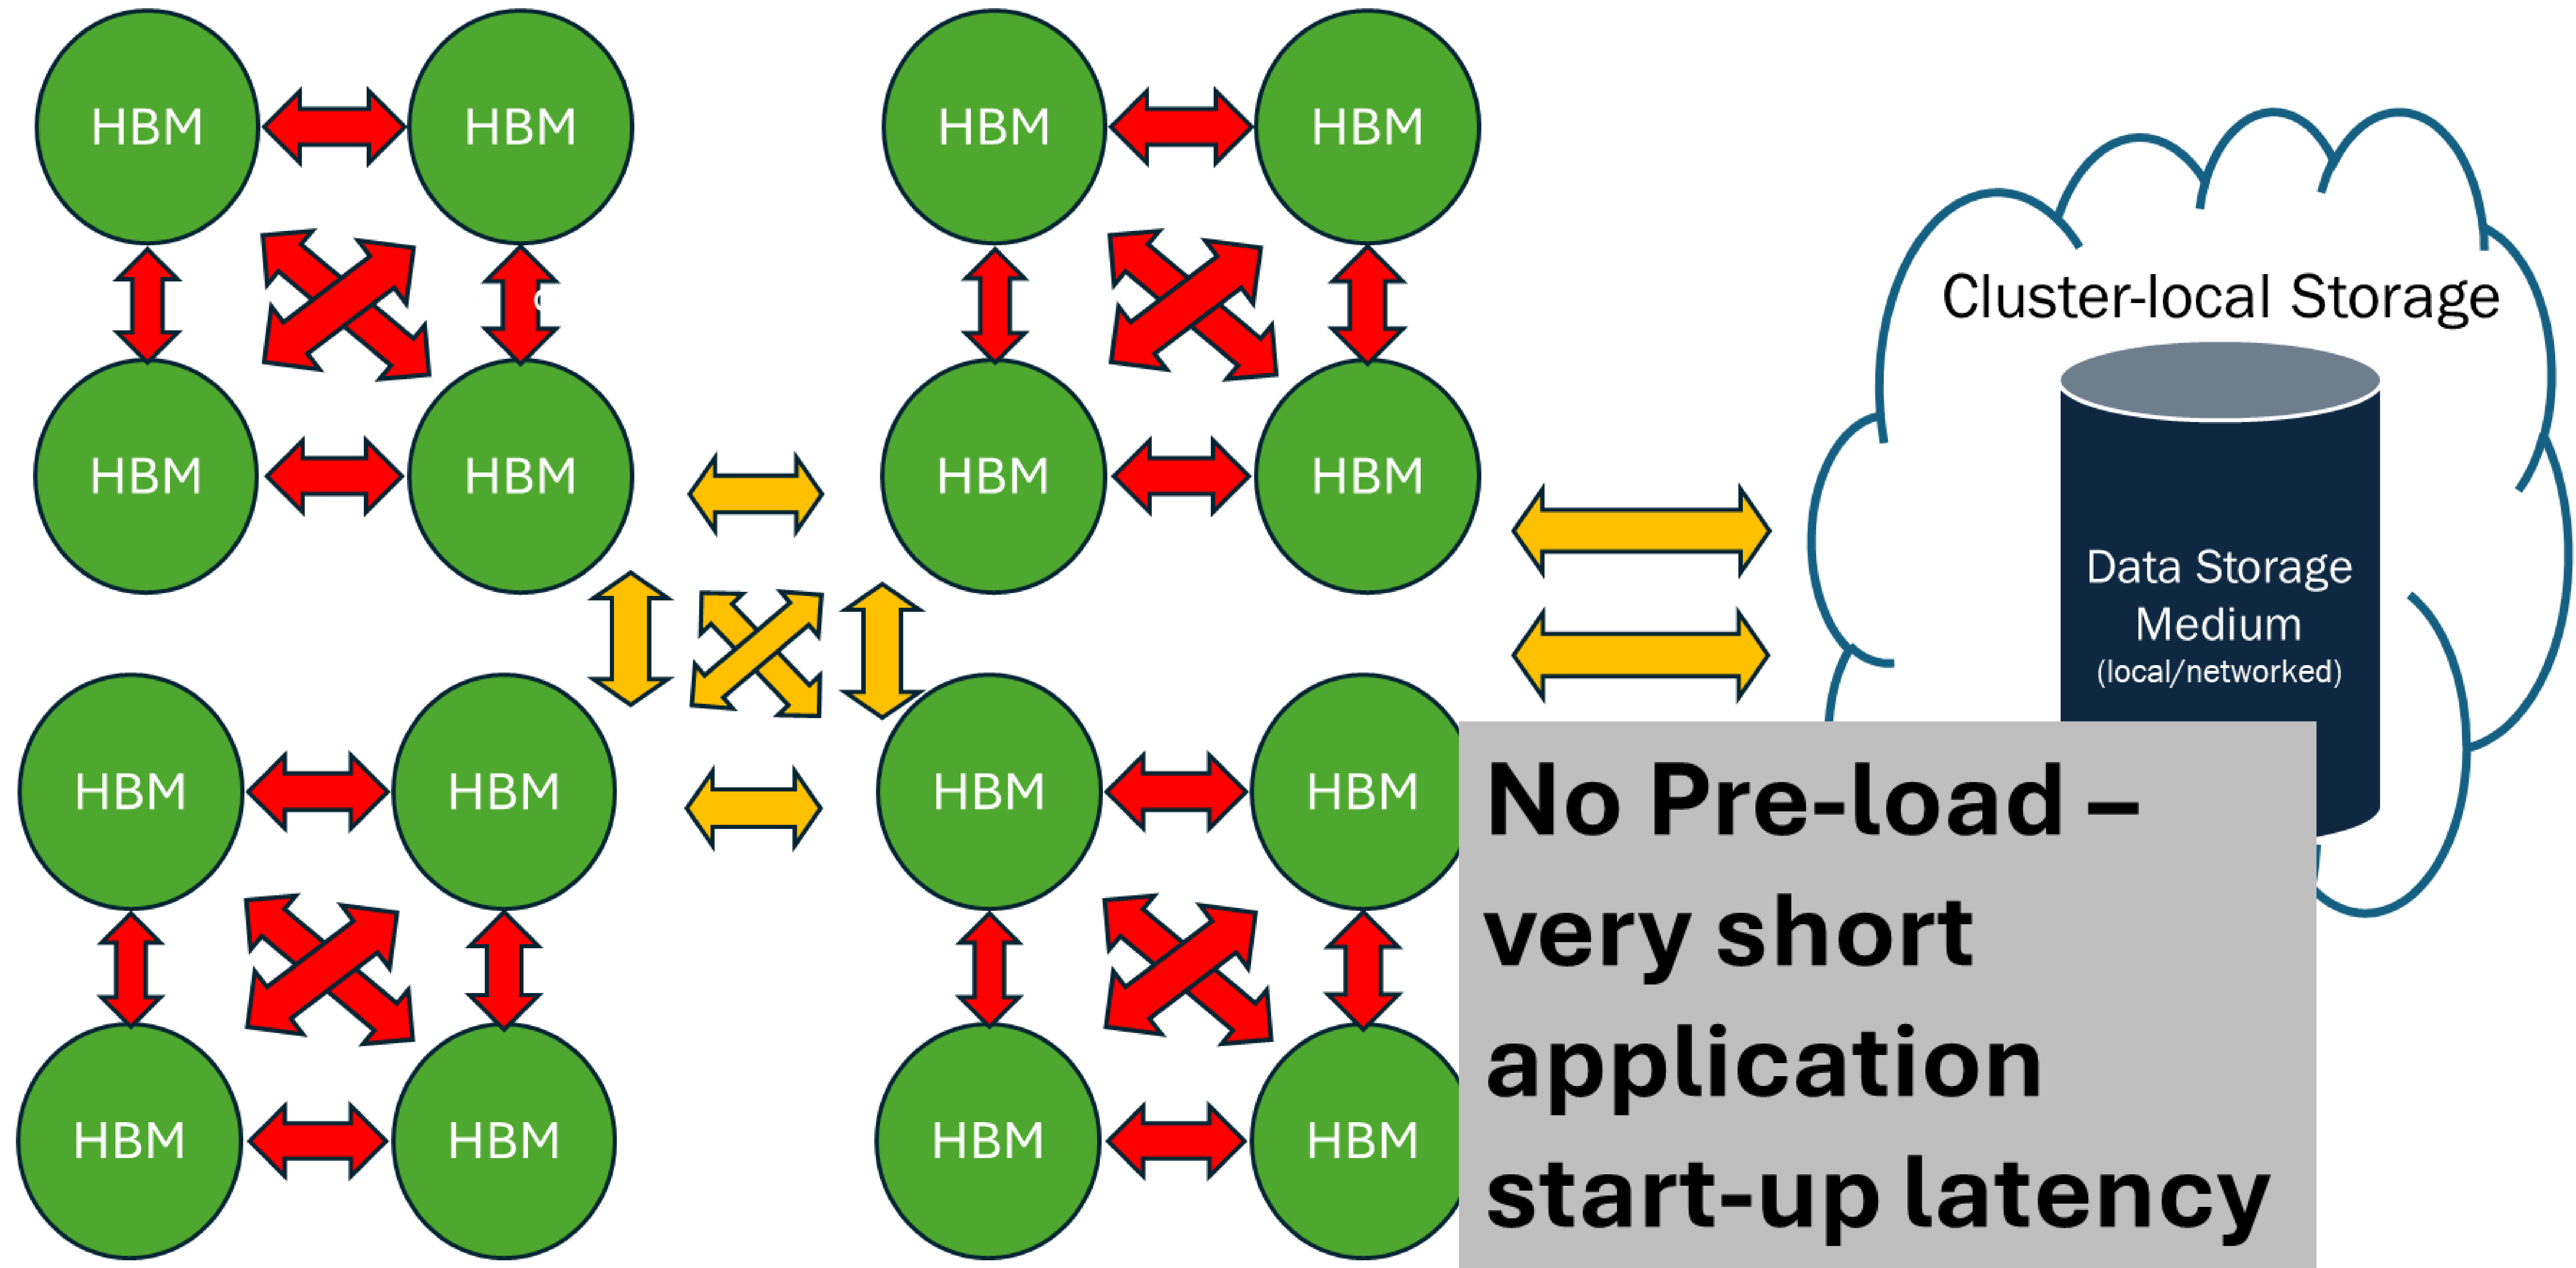 HBM
HBM
HBM
HBM
HBM
HBM
HBM
HBM
Cluster-local Storage
Data Storage
Medium
(local/networked)
HBM
HBM
HBM
HBM
HBM
HBM
HBM
HBM
No Pre-load –
very short
application
start-up latency